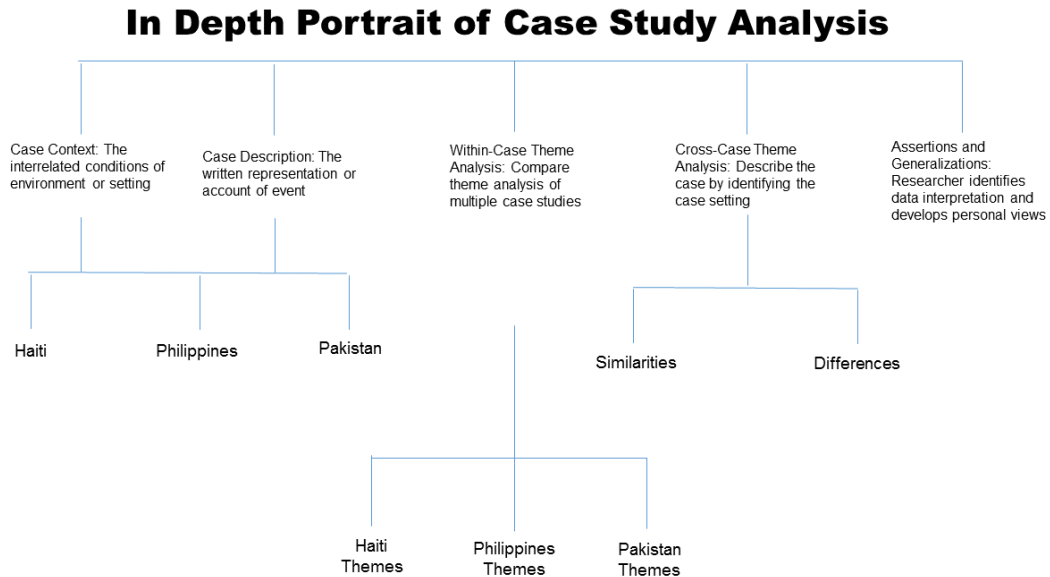 In Depth Portrait of Case Study Analysis
Case Context: The
interrelated conditions of
environment or setting
Case Description: The
written representation or
account of event
Within-Case Theme
Analysis: Compare
theme analysis of
multiple case studies
Cross-Case Theme
Analysis: Describe the
case by identifying the
case setting
Assertions and
Generalizations:
Researcher identifies
data interpretation and
develops personal views
Haiti
Philippines
Pakistan
Similarities
Differences
Haiti
Themes
Philippines
Themes
Pakistan
Themes